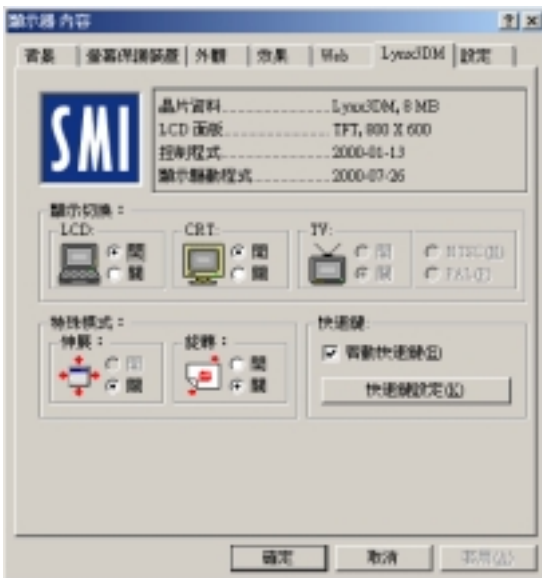 顯示器 內容
背景 螢幕保護裝置 外觀 效果 Web Lynx3DM 設定
SMI
晶片資料 Lynx3DM, 8 MB
LCD 面版 TFT, 800 X 600
控制程式 2000-01-13
顯示驅動程式 2000-07-26
顯示切換：
LCD: CRT: TV:
開 開 開 NTSC(N)
關 關 關 PAL(P)
特殊模式： 快速鍵:
伸展： 旋轉：
開 開 啟動快速鍵(E)
關 關 快速鍵設定(K)
確定 取消 套用(A)